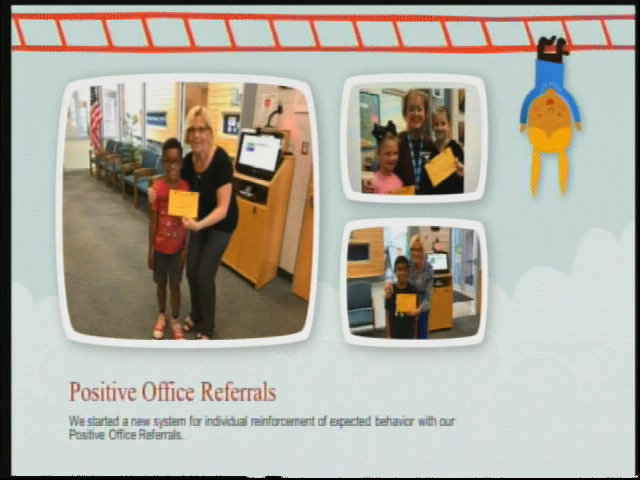 Positive Office Referrals
We started a new system for individual reinforcement of expected behavior with our
Positive Office Referrals.